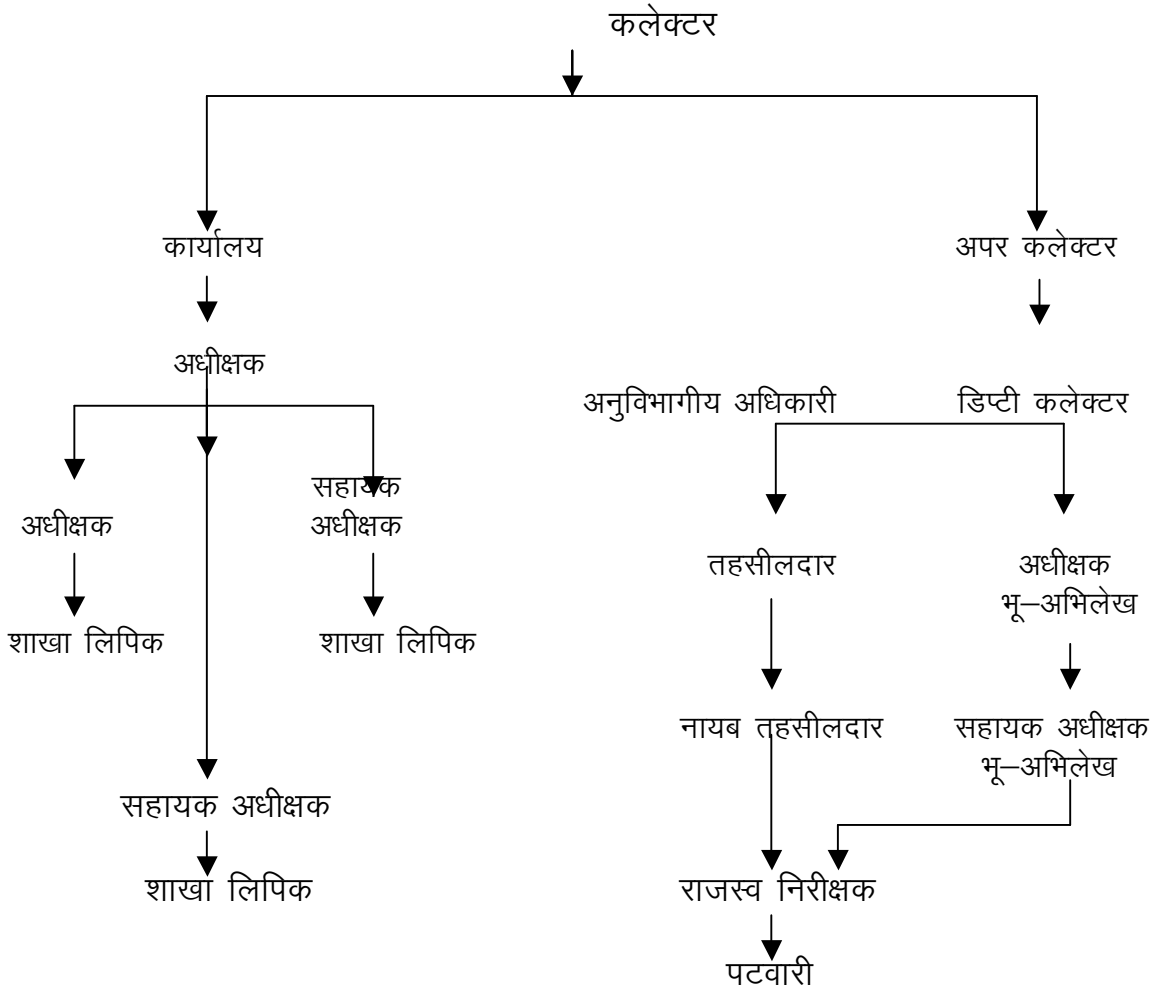 कलेक्टर
कार्यालय
अपर कलेक्टर
अधीक्षक
अनुविभागीय अधिकारी
डिप्टी कलेक्टर
सहायक
अधीक्षक
अधीक्षक
तहसीलदार
अधीक्षक
भू–अभिलेख
शाखा लिपिक
शाखा लिपिक
नायब तहसीलदार
सहायक अधीक्षक
भू–अभिलेख
सहायक अधीक्षक
शाखा लिपिक
राजस्व निरीक्षक
पटवारी